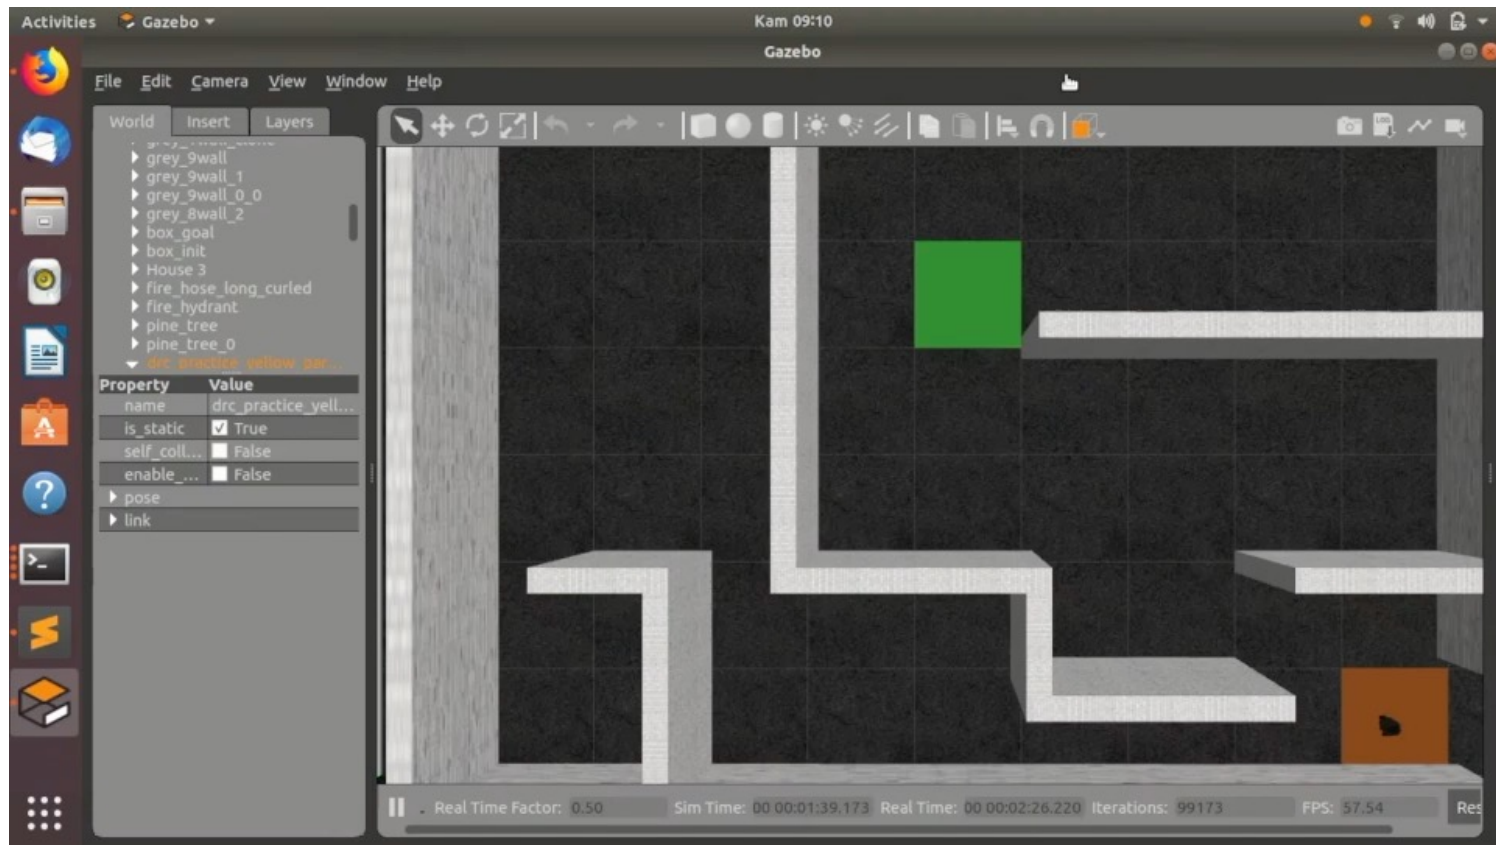 Activities Gazebo Kam 09:10
Gazebo
File Edit Camera View Window Help
World Insert Layers
grey_9wall
grey_9wall_1
grey_9wall_0_0
grey_8wall_2
box_goal
box_init
House 3
fire_hose_long_curled
fire_hydrant
pine_tree
pine_tree_0
drc_practice_yellow_par...
Property Value
name drc_practice_yell...
is_static True
self_coll... False
enable_... False
pose
link
LOG
Real Time Factor: 0.50 Sim Time: 00 00:01:39.173 Real Time: 00 00:02:26.220 Iterations: 99173 FPS: 57.54 Res